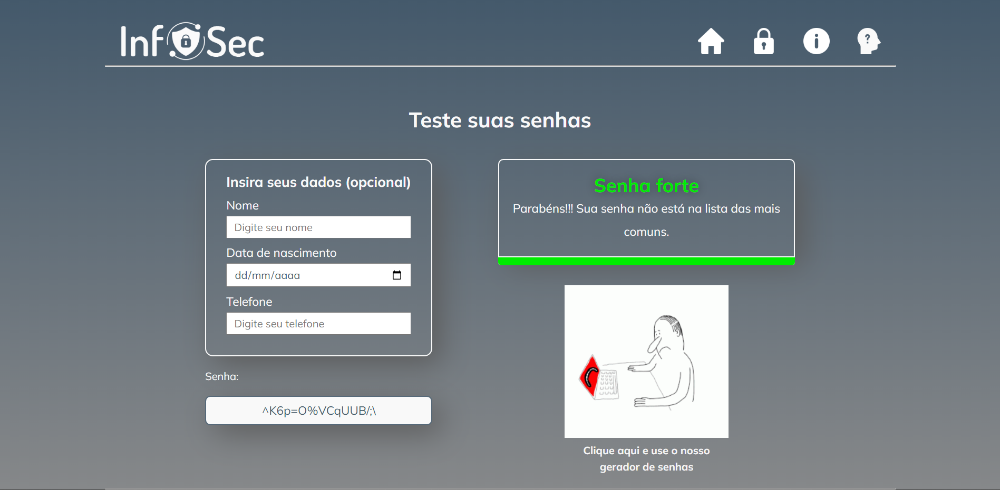 InfoSec
Teste suas senhas
Insira seus dados (opcional)
Nome
Digite seu nome
Data de nascimento
dd/mm/aaaa
Telefone
Digite seu telefone
Senha:
^K6p=O%VCqUUB/;\
Senha forte
Parabéns!!! Sua senha não está na lista das mais
comuns.
Clique aqui e use o nosso
gerador de senhas